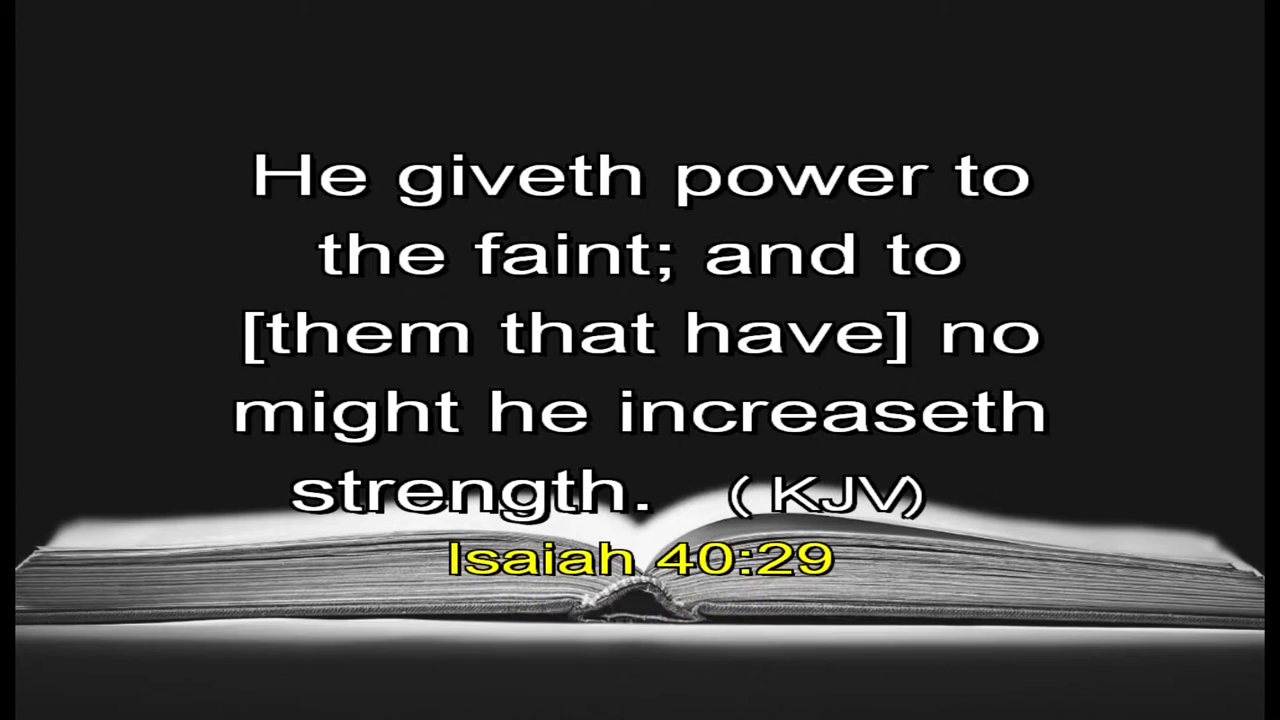 He giveth power to
the faint; and to
[them that have] no
might he increaseth
strength. ( KJV)
Isaiah 40:29